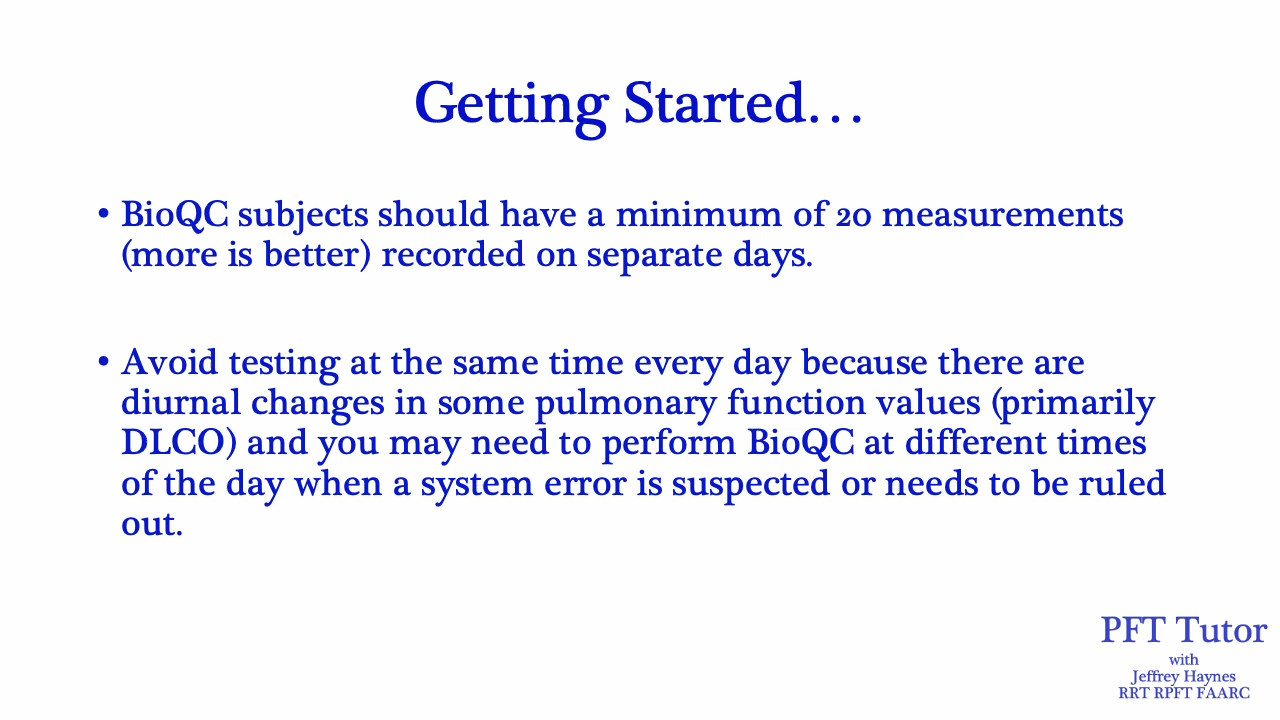 Getting Started…
• BioQC subjects should have a minimum of 20 measurements
(more is better) recorded on separate days.
• Avoid testing at the same time every day because there are
diurnal changes in some pulmonary function values (primarily
DLCO) and you may need to perform BioQC at different times
of the day when a system error is suspected or needs to be ruled
out.
PFT Tutor
with
Jeffrey Haynes
RRT RPFT FAARC